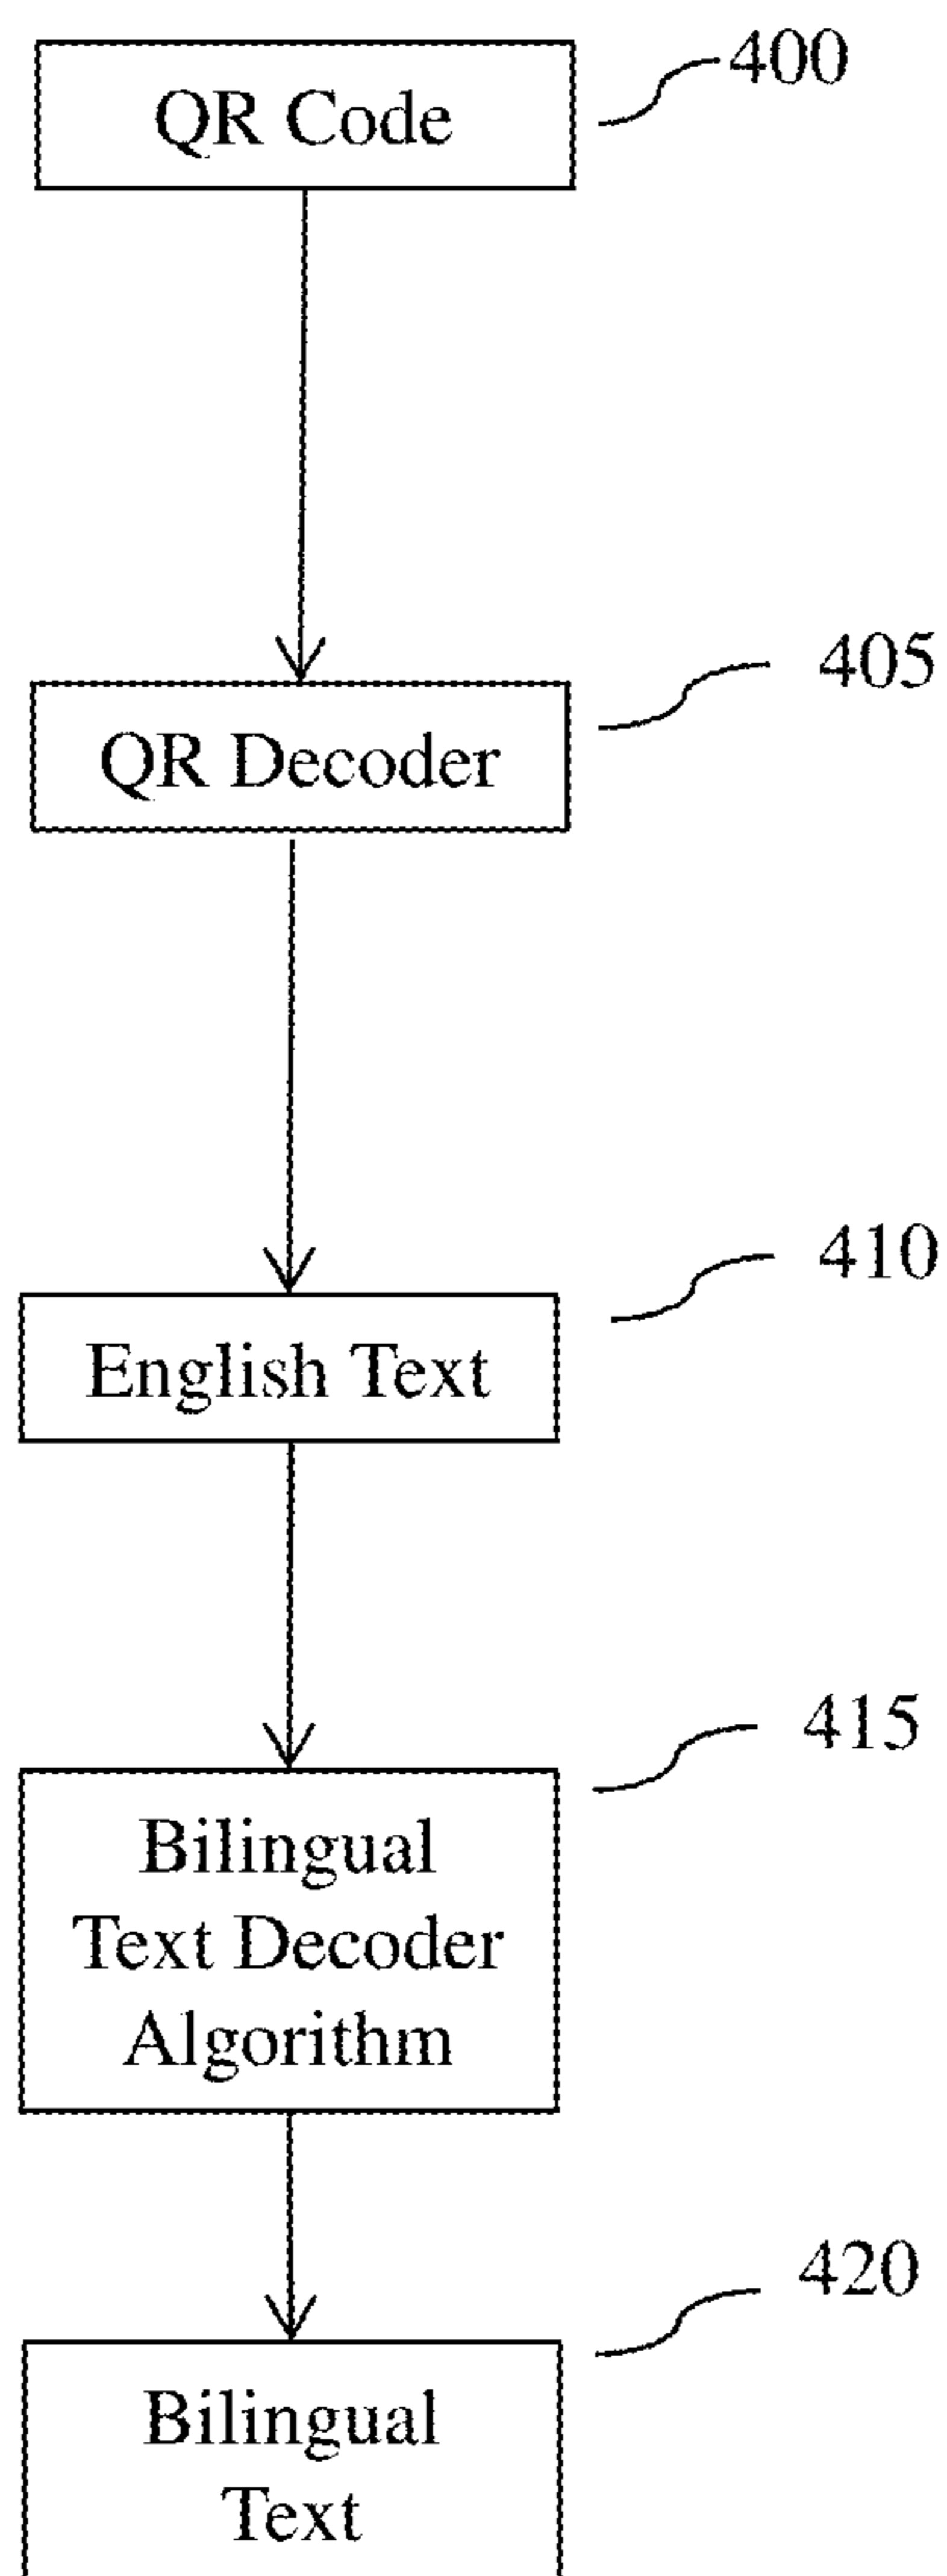 QR Code
400
QR Decoder
405
English Text
410
Bilingual
Text Decoder
Algorithm
415
Bilingual
Text
420